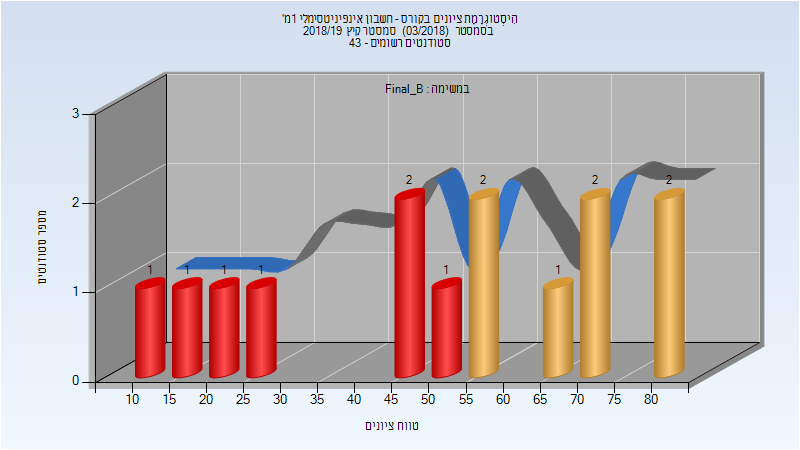 היסטוגרמת ציונים בקורס - חשבון אינפיניטסימלי 1מ'
בסמסטר (03/2018) סמסטר קיץ 2018/19
סטודנטים רשומים - 43
במשימה : Final_B
מספר סטודנטים
3
2
1
0
1 1 1 1 2 1 2 1 2 2
10 15 20 25 30 35 40 45 50 55 60 65 70 75 80
טווח ציונים